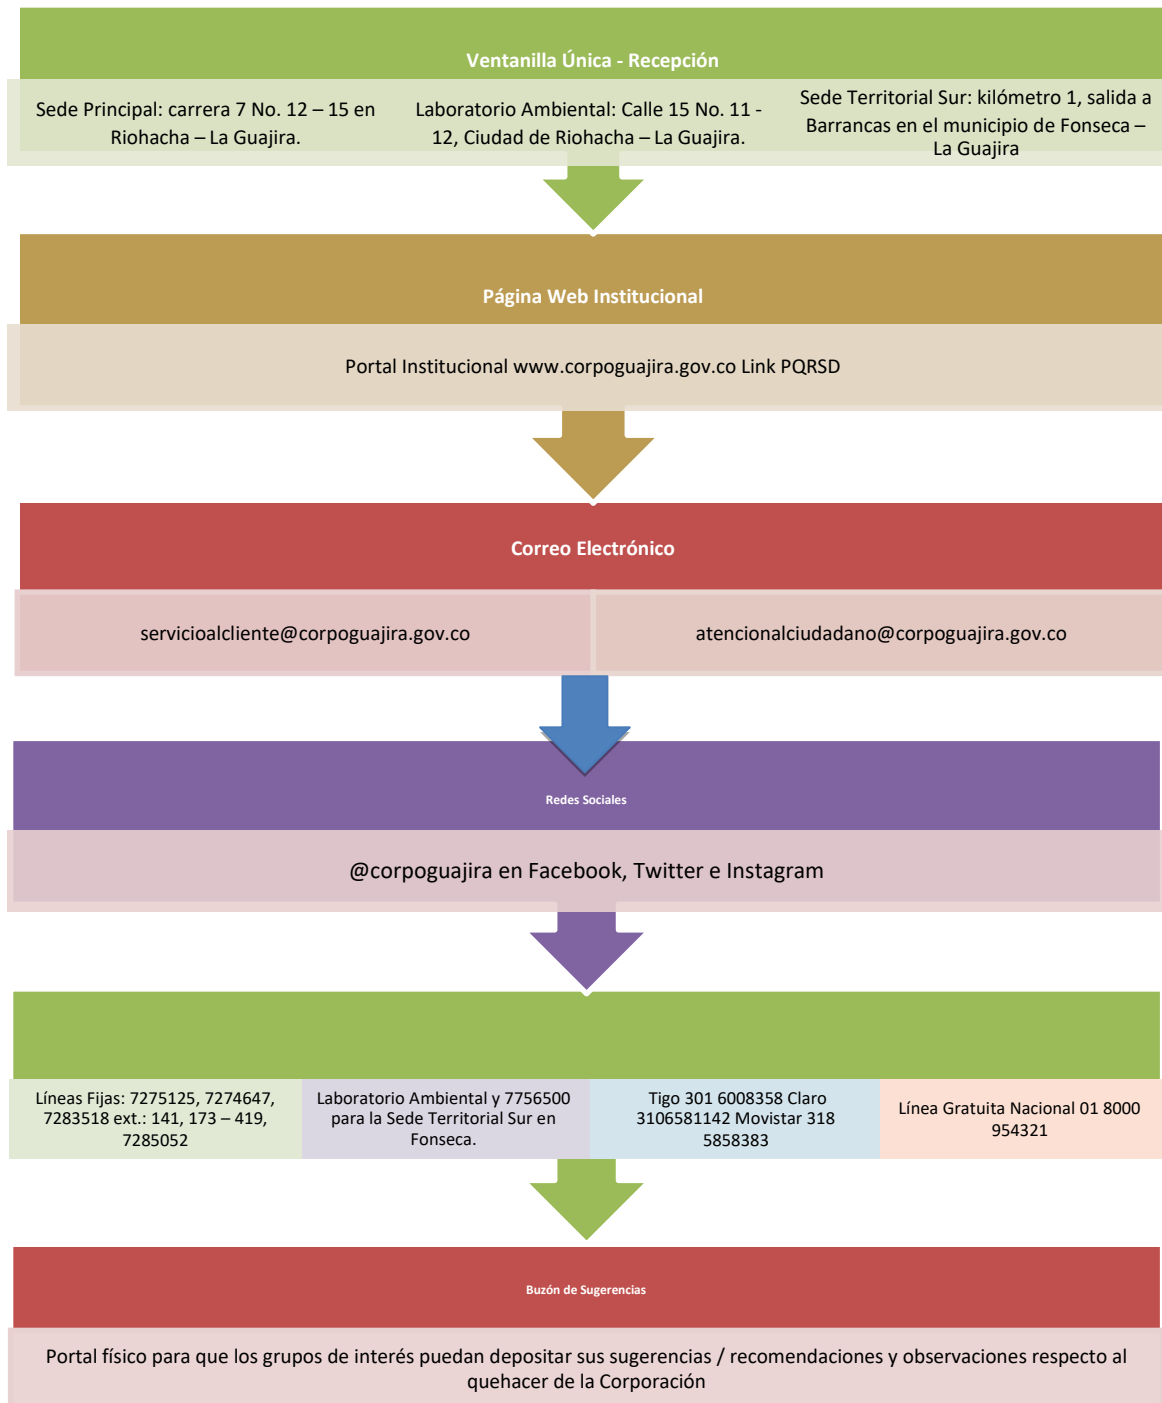 Ventanilla Única - Recepción
Sede Principal: carrera 7 No. 12 – 15 en
Riohacha – La Guajira.
Laboratorio Ambiental: Calle 15 No. 11 -
12, Ciudad de Riohacha – La Guajira.
Sede Territorial Sur: kilómetro 1, salida a
Barrancas en el municipio de Fonseca –
La Guajira
Página Web Institucional
Portal Institucional www.corpoguajira.gov.co Link PQRSD
Correo Electrónico
servicioalcliente@corpoguajira.gov.co
atencionalciudadano@corpoguajira.gov.co
Redes Sociales
@corpoguajira en Facebook, Twitter e Instagram
Líneas Fijas: 7275125, 7274647,
7283518 ext.: 141, 173 – 419,
7285052
Laboratorio Ambiental y 7756500
para la Sede Territorial Sur en
Fonseca.
Tigo 301 6008358 Claro
3106581142 Movistar 318
5858383
Línea Gratuita Nacional 01 8000
954321
Buzón de Sugerencias
Portal físico para que los grupos de interés puedan depositar sus sugerencias / recomendaciones y observaciones respecto al
quehacer de la Corporación